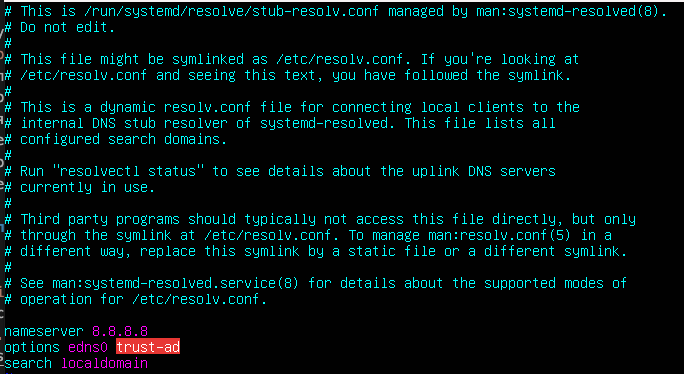 # This is /run/systemd/resolve/stub-resolv.conf managed by man:systemd-resolved(8).
# Do not edit.
#
# This file might be symlinked as /etc/resolv.conf. If you're looking at
# /etc/resolv.conf and seeing this text, you have followed the symlink.
#
# This is a dynamic resolv.conf file for connecting local clients to the
# internal DNS stub resolver of systemd-resolved. This file lists all
# configured search domains.
#
# Run "resolvectl status" to see details about the uplink DNS servers
# currently in use.
#
# Third party programs should typically not access this file directly, but only
# through the symlink at /etc/resolv.conf. To manage man:resolv.conf(5) in a
# different way, replace this symlink by a static file or a different symlink.
#
# See man:systemd-resolved.service(8) for details about the supported modes of
# operation for /etc/resolv.conf.

nameserver 8.8.8.8
options edns0 trust-ad
search localdomain